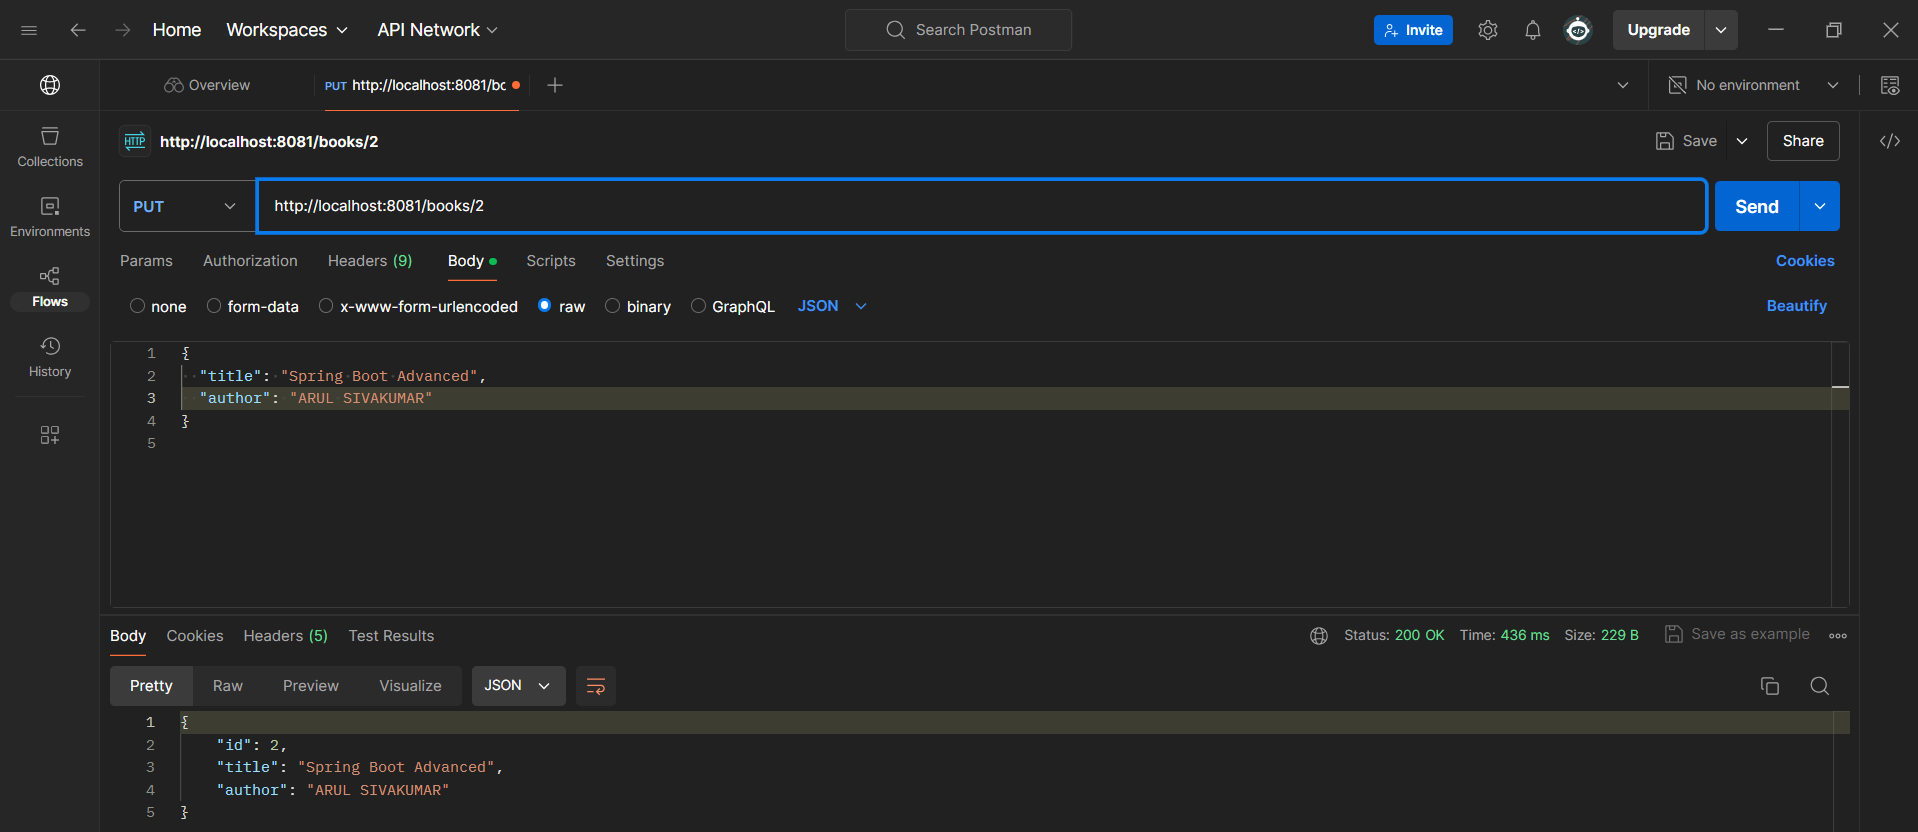 Home Workspaces API Network Search Postman Invite Upgrade
Overview PUT http://localhost:8081/bc No environment
HTTP http://localhost:8081/books/2 Save Share
Collections
PUT http://localhost:8081/books/2 Send
Environments
Params Authorization Headers (9) Body Scripts Settings Cookies
Flows
none form-data x-www-form-urlencoded raw binary GraphQL JSON Beautify
History
1 {
2 "title": "Spring Boot Advanced",
3 "author": "ARUL SIVAKUMAR"
4 }
5
Body Cookies Headers (5) Test Results Status: 200 OK Time: 436 ms Size: 229 B Save as example
Pretty Raw Preview Visualize JSON
1 {
2 "id": 2,
3 "title": "Spring Boot Advanced",
4 "author": "ARUL SIVAKUMAR"
5 }